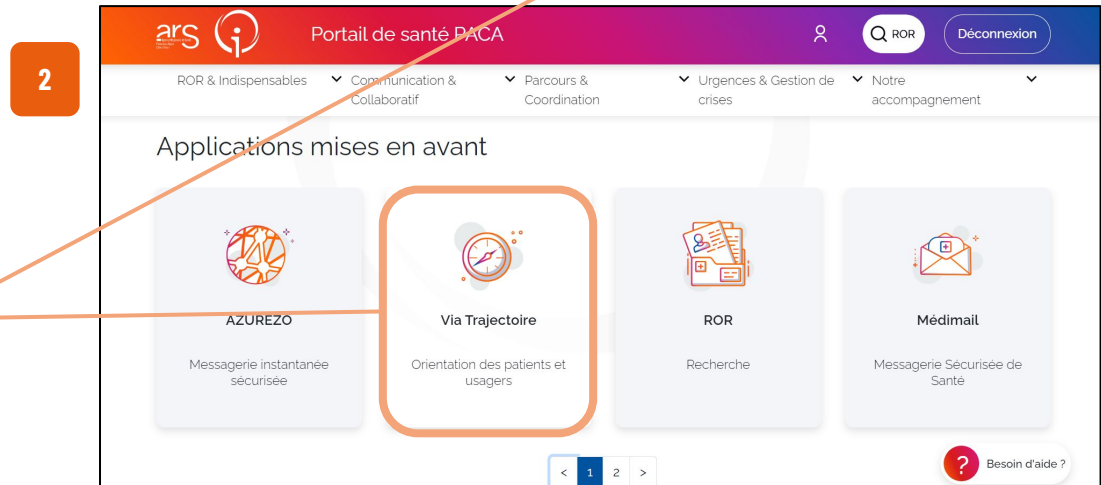 2
ars
Portail de santé PACA
ROR
Déconnexion
ROR & Indispensables
Communication &
Collaboratif
Parcours &
Coordination
Urgences & Gestion de
crises
Notre
accompagnement
Applications mises en avant
AZUREZO
Messagerie instantanée
sécurisée
Via Trajectoire
Orientation des patients et
usagers
ROR
Recherche
Médimail
Messagerie Sécurisée de
Santé
< 1 2 >
? Besoin d'aide ?